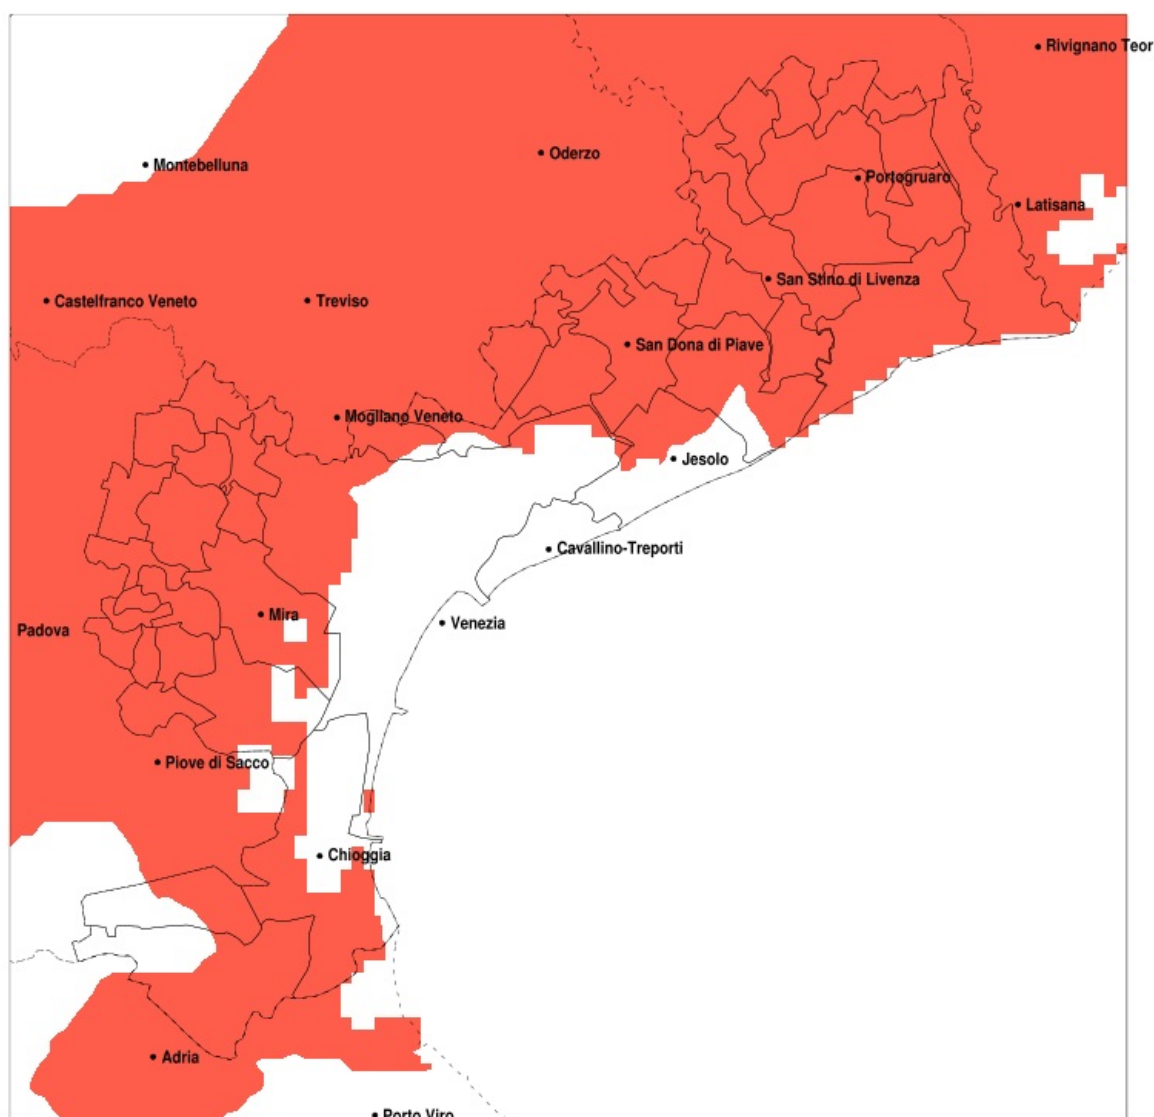 Rivignano Teor
Oderzo
Montebelluna
Portogruaro
Latisana
San Stino di Livenza
Castelfranco Veneto
Treviso
San Dona di Piave
Mogliano Veneto
Jesolo
Cavallino-Treporti
Mira
Venezia
Padova
Piove di Sacco
Chioggia
Adria
Porto Viro